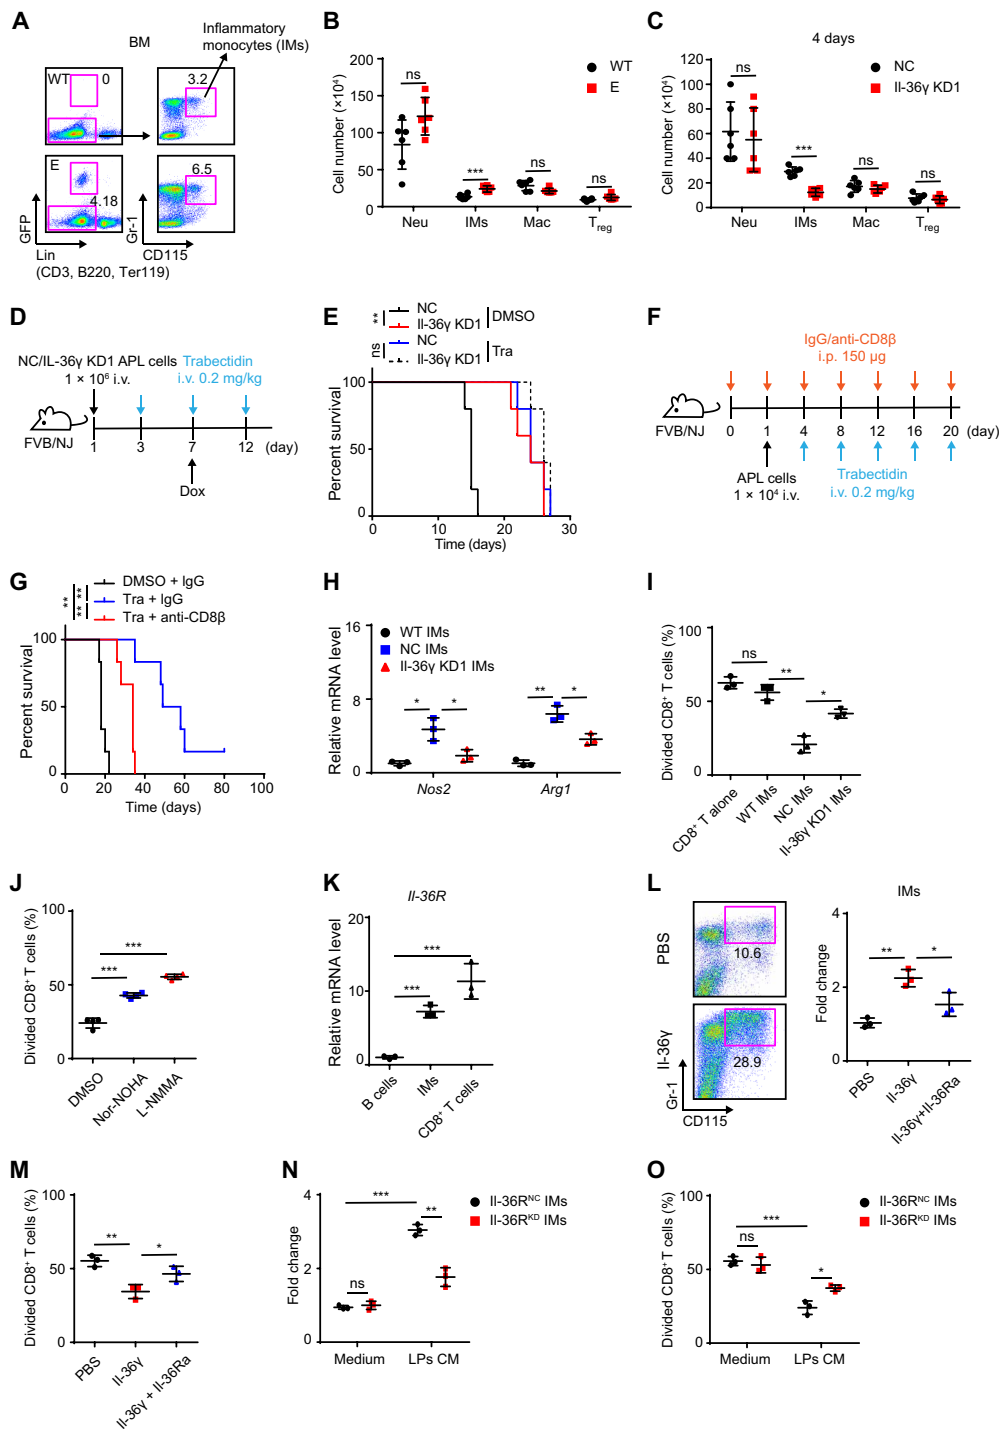 A
BM
Inflammatory
monocytes (IMs)
WT
0
3.2
E
4.18
6.5
GFP
Lin
(CD3, B220, Ter119)
Gr-1
CD115
B
WT
E
Cell number (×10⁴)
200
150
100
50
0
ns
***
ns
ns
Neu
IMs
Mac
Treg
C
4 days
NC
Il-36γ KD1
Cell number (×10⁴)
120
100
80
60
40
20
0
ns
***
ns
ns
Neu
IMs
Mac
Treg
D
NC/IL-36γ KD1 APL cells
1 × 10⁶ i.v.
Trabectidin
i.v. 0.2 mg/kg
FVB/NJ
1
3
7
12
(day)
Dox
E
**
NC
Il-36γ KD1
DMSO
ns
NC
Il-36γ KD1
Tra
Percent survival
100
50
0
0
10
20
30
Time (days)
F
IgG/anti-CD8β
i.p. 150 μg
FVB/NJ
0
1
4
8
12
16
20
(day)
APL cells
1 × 10⁴ i.v.
Trabectidin
i.v. 0.2 mg/kg
G
**
**
**
DMSO + IgG
Tra + IgG
Tra + anti-CD8β
Percent survival
100
50
0
0
20
40
60
80
100
Time (days)
H
WT IMs
NC IMs
Il-36γ KD1 IMs
Relative mRNA level
16
8
0
*
*
**
*
Nos2
Arg1
I
Divided CD8⁺ T cells (%)
100
50
0
ns
**
*
CD8⁺ T alone
WT IMs
NC IMs
Il-36γ KD1 IMs
J
Divided CD8⁺ T cells (%)
100
50
0
***
***
DMSO
Nor-NOHA
L-NMMA
K
Il-36R
Relative mRNA level
20
10
0
***
***
B cells
IMs
CD8⁺ T cells
L
PBS
10.6
Il-36γ
28.9
Gr-1
CD115
IMs
Fold change
4
2
0
**
*
PBS
Il-36γ
Il-36γ+Il-36Ra
M
Divided CD8⁺ T cells (%)
100
50
0
**
*
PBS
Il-36γ
Il-36γ + Il-36Ra
N
Il-36Rᴺᶜ IMs
Il-36Rᴷᴰ IMs
Fold change
4
2
0
***
**
ns
Medium
LPs CM
O
Il-36Rᴺᶜ IMs
Il-36Rᴷᴰ IMs
Divided CD8⁺ T cells (%)
100
50
0
***
ns
*
Medium
LPs CM